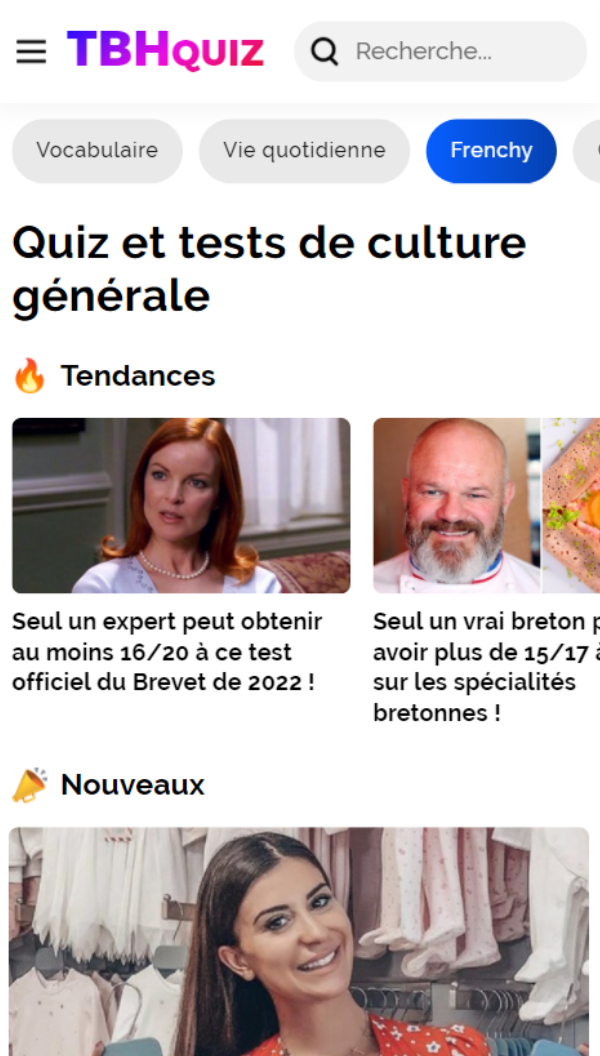 TBHQUIZ
Recherche...
Vocabulaire
Vie quotidienne
Frenchy
Quiz et tests de culture
générale
Tendances
Seul un expert peut obtenir
au moins 16/20 à ce test
officiel du Brevet de 2022 !
Seul un vrai breton
avoir plus de 15/17 à
sur les spécialités
bretonnes !
Nouveaux